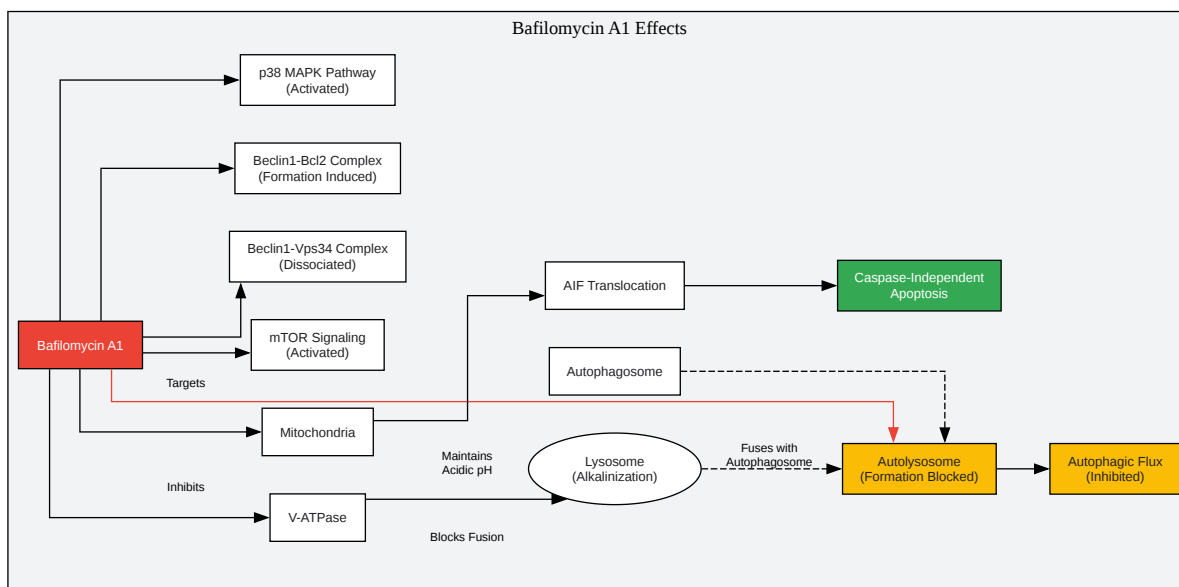 Bafilomycin A1 Effects
p38 MAPK Pathway
(Activated)
Beclin1-Bcl2 Complex
(Formation Induced)
Beclin1-Vps34 Complex
(Dissociated)
AIF Translocation
Caspase-Independent
Apoptosis
Bafilomycin A1
mTOR Signaling
(Activated)
Autophagosome
Targets
Mitochondria
Maintains
Acidic pH
Lysosome
(Alkalinization)
Fuses with
Autophagosome
Autolysosome
(Formation Blocked)
Autophagic Flux
(Inhibited)
Inhibits
V-ATPase
Blocks Fusion